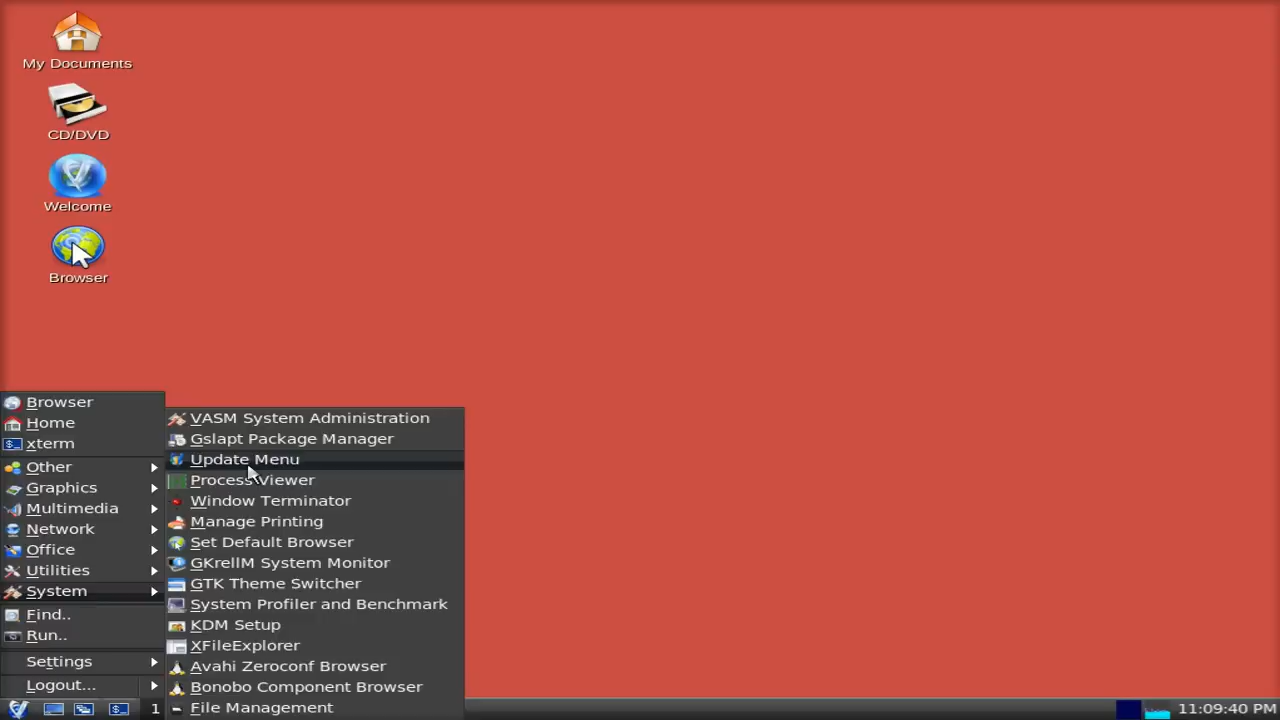 My Documents
CD/DVD
Welcome
Browser
Browser
Home
xterm
Other
Graphics
Multimedia
Network
Office
Utilities
System
Find..
Run..
Settings
Logout...
VASM System Administration
Gslapt Package Manager
Update Menu
Process Viewer
Window Terminator
Manage Printing
Set Default Browser
GKrellM System Monitor
GTK Theme Switcher
System Profiler and Benchmark
KDM Setup
XFileExplorer
Avahi Zeroconf Browser
Bonobo Component Browser
File Management
1
11:09:40 PM